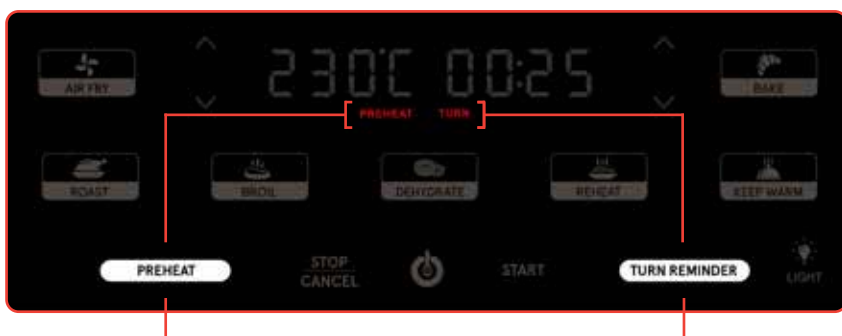 AIR FRY
230°C 00:25
BAKE
PREHEAT TURN
ROAST
BROIL
DEHYDRATE
REHEAT
KEEP WARM
PREHEAT
STOP
CANCEL
START
TURN REMINDER
LIGHT